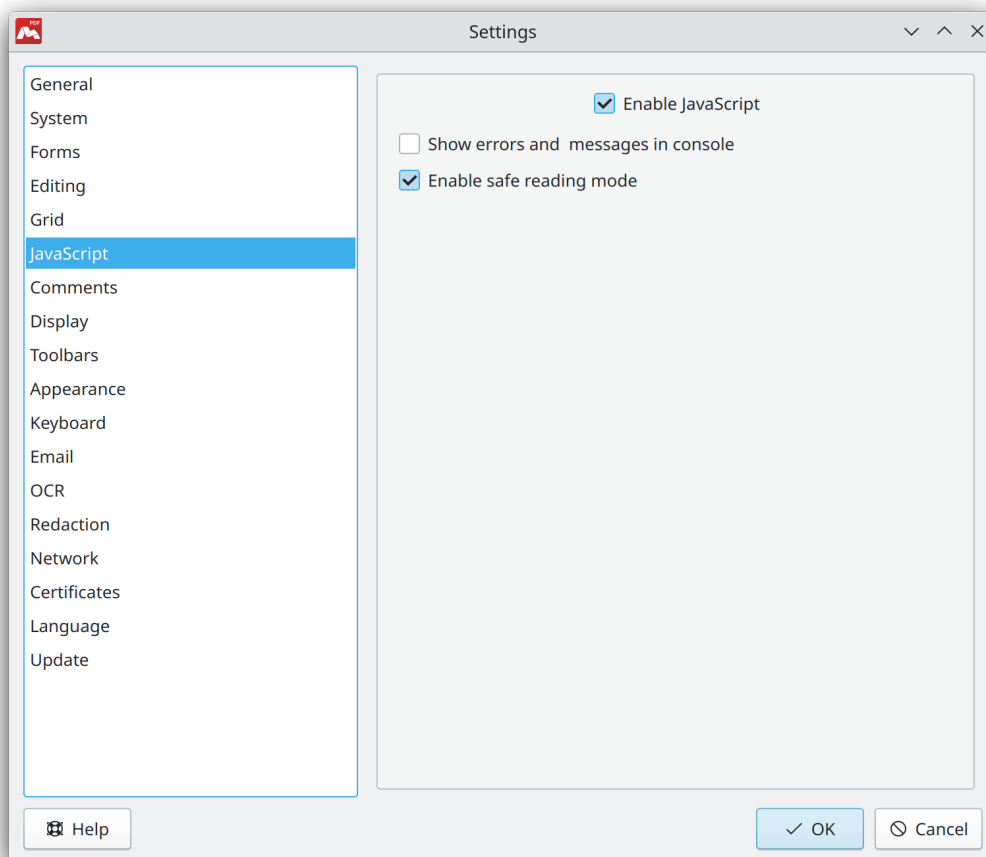 PDF
Settings
General
System
Forms
Editing
Grid
JavaScript
Comments
Display
Toolbars
Appearance
Keyboard
Email
OCR
Redaction
Network
Certificates
Language
Update
Enable JavaScript
Show errors and  messages in console
Enable safe reading mode
Help
OK
Cancel